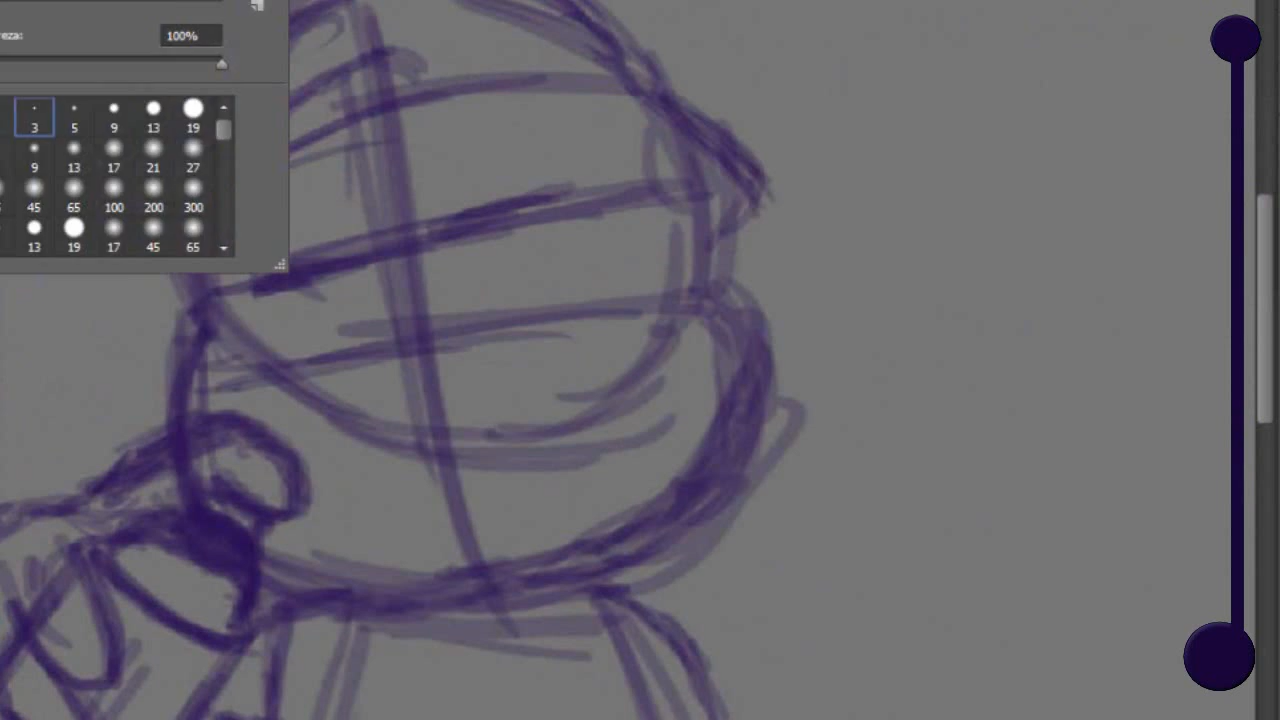 eza:
100%
3 5 9 13 19
9 13 17 21 27
45 65 100 200 300
13 19 17 45 65